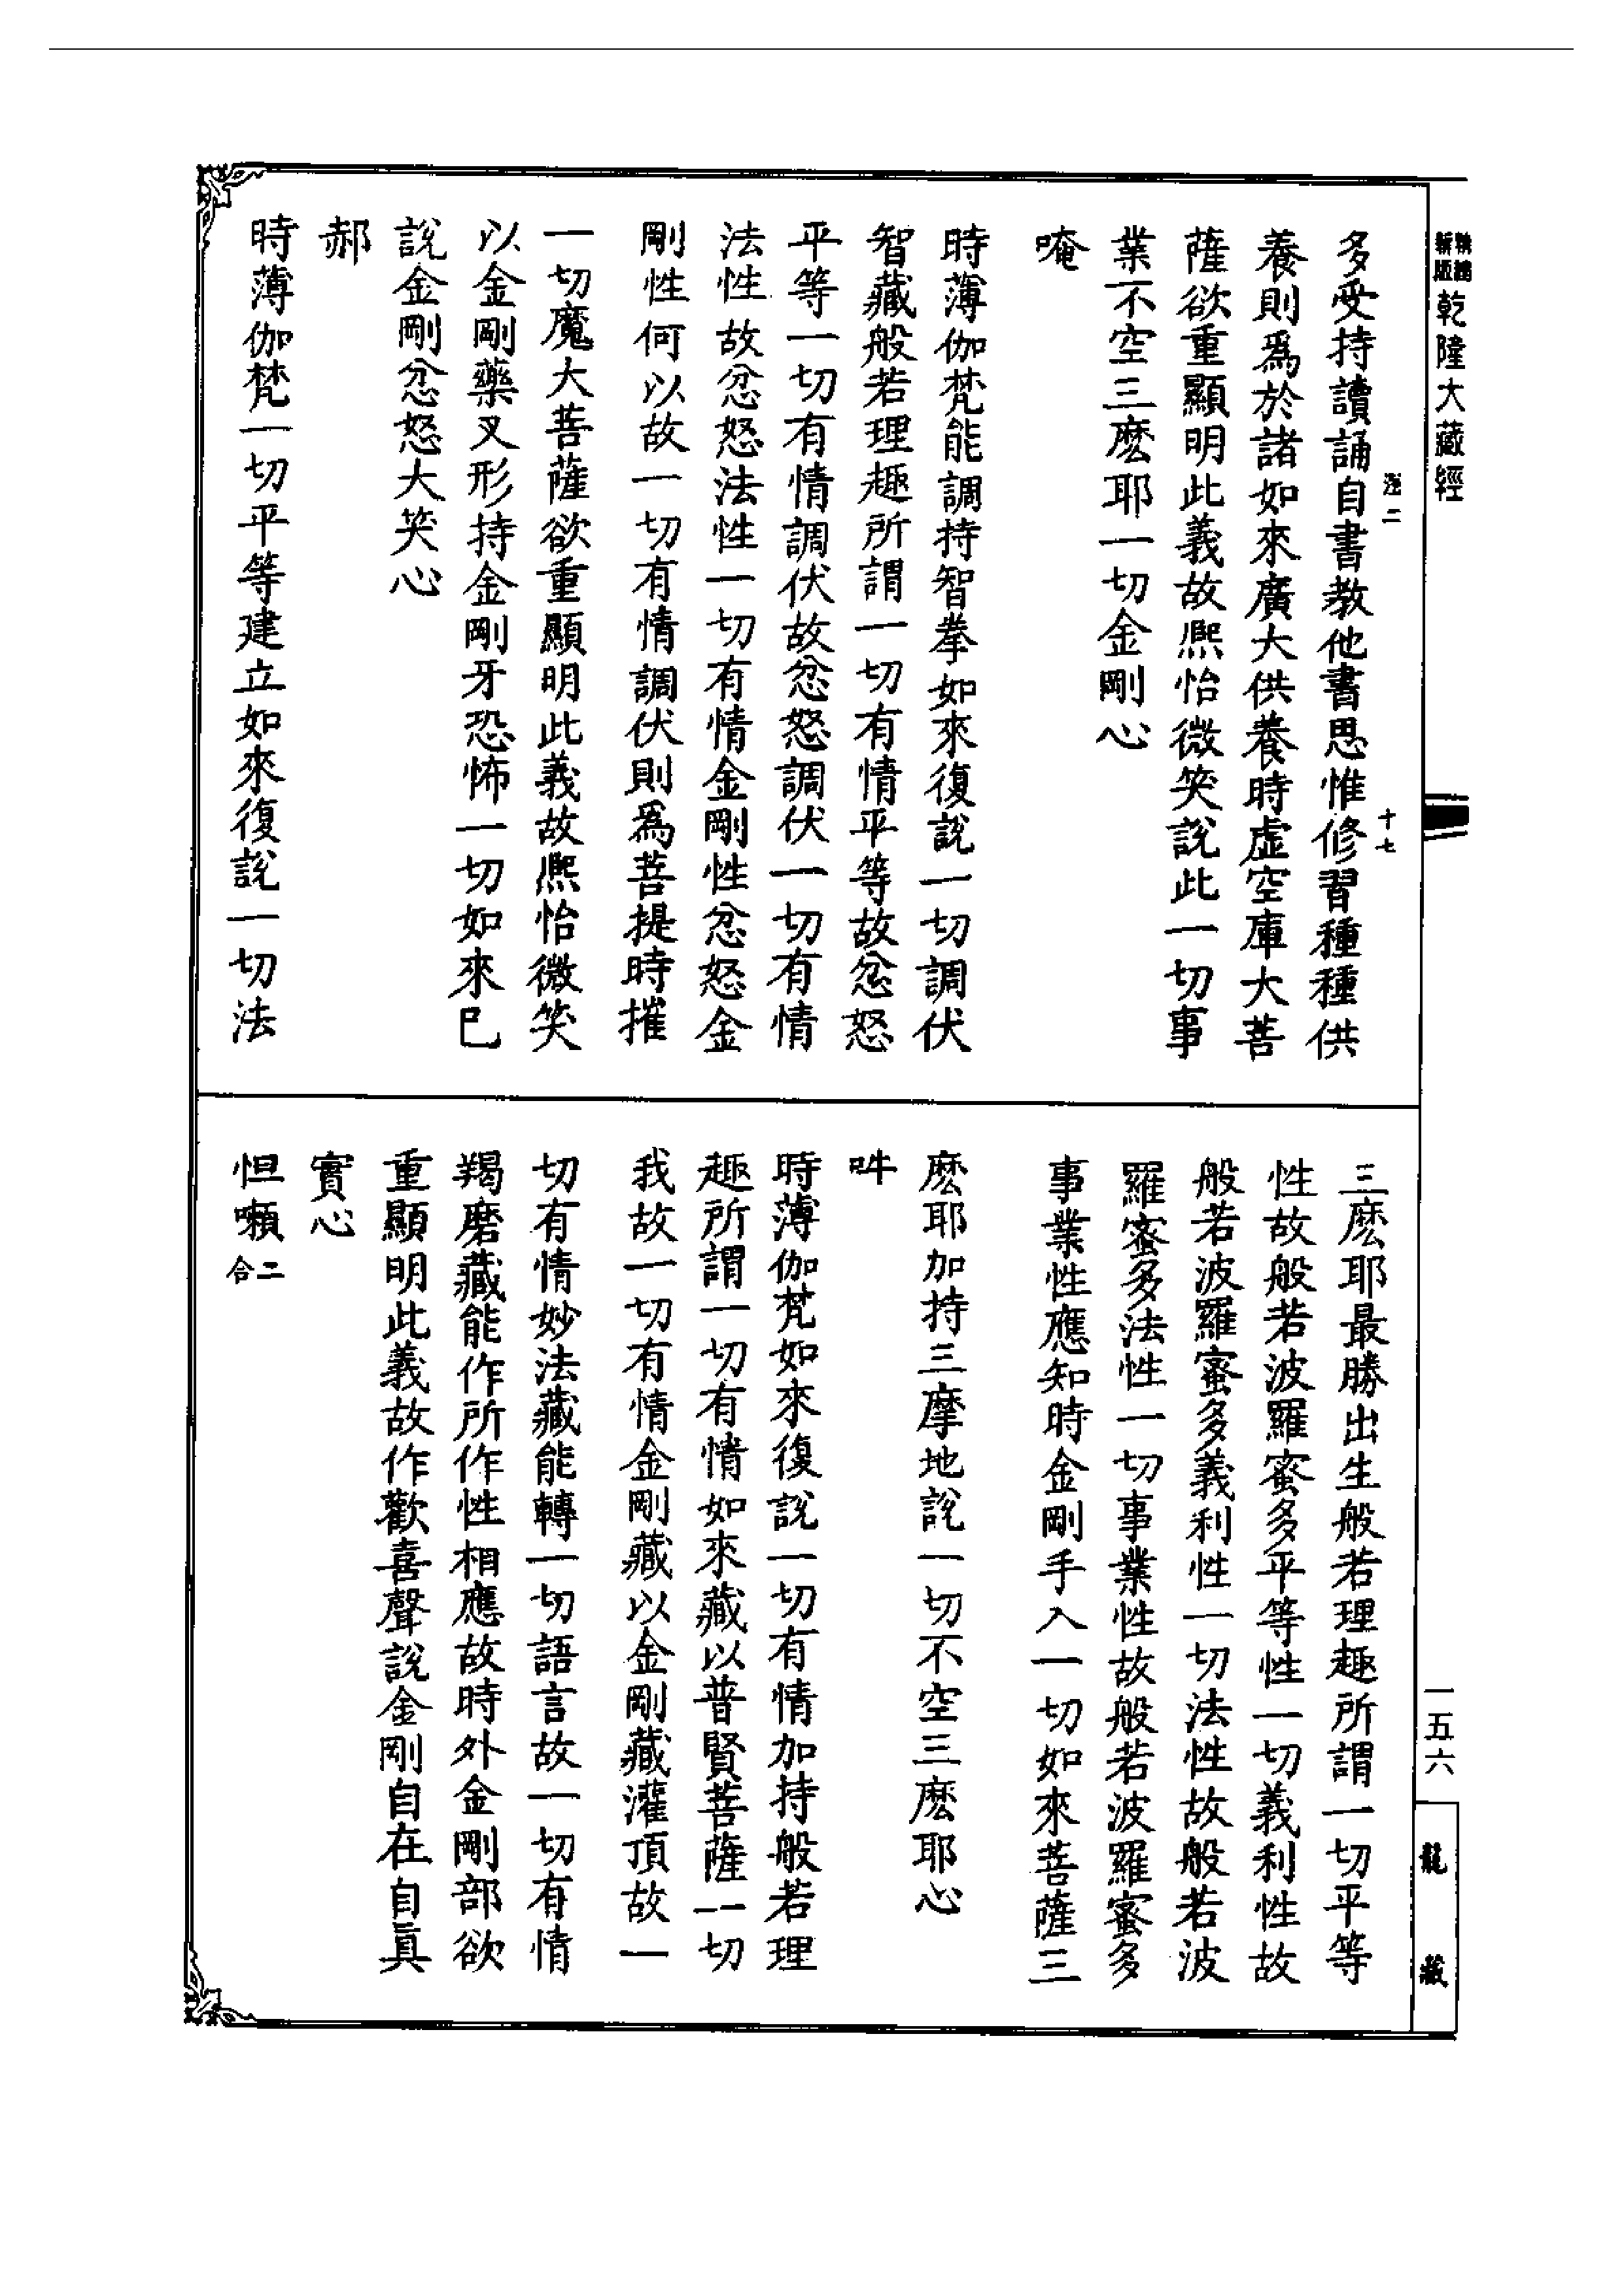 乾隆大藏經
十七
多受持讀誦自書教他書思惟修習種種供
養則爲於諸如來廣大供養時虛空庫大菩
薩欲重顯明此義故熈怡微笑說此一切事
業不空三麽耶一切金剛心
唵
時薄伽梵能調持智拳如來復說一切調伏
智藏般若理趣所謂一切有情平等故忿怒
平等一切有情調伏故忿怒調伏一切有情
法性故忿怒法性一切有情金剛性忿怒金
剛性何以故一切有情調伏則爲菩提時摧
一切魔大菩薩欲重顯明此義故熈怡微笑
以金剛藥叉形持金剛牙恐怖一切如來已
說金剛忿怒大笑心
郝
時薄伽梵一切平等建立如來復說一切法
三麽耶最勝出生般若理趣所謂一切平等
性故般若波羅蜜多平等性一切義利性故
般若波羅蜜多義利性一切法性故般若波
羅蜜多法性一切事業性故般若波羅蜜多
事業性應知時金剛手入一切如來菩薩三
麽耶加持三摩地說一切不空三麽耶心
吽
時薄伽梵如來復說一切有情加持般若理
趣所謂一切有情如來藏以普賢菩薩一切
我故一切有情金剛藏以金剛藏灌頂故一
切有情妙法藏能轉一切語言故一切有情
羯磨藏能作所作性相應故時外金剛部欲
重顯明此義故作歡喜聲說金剛自在自眞
實心
怛嚩二合
一五六
龍藏